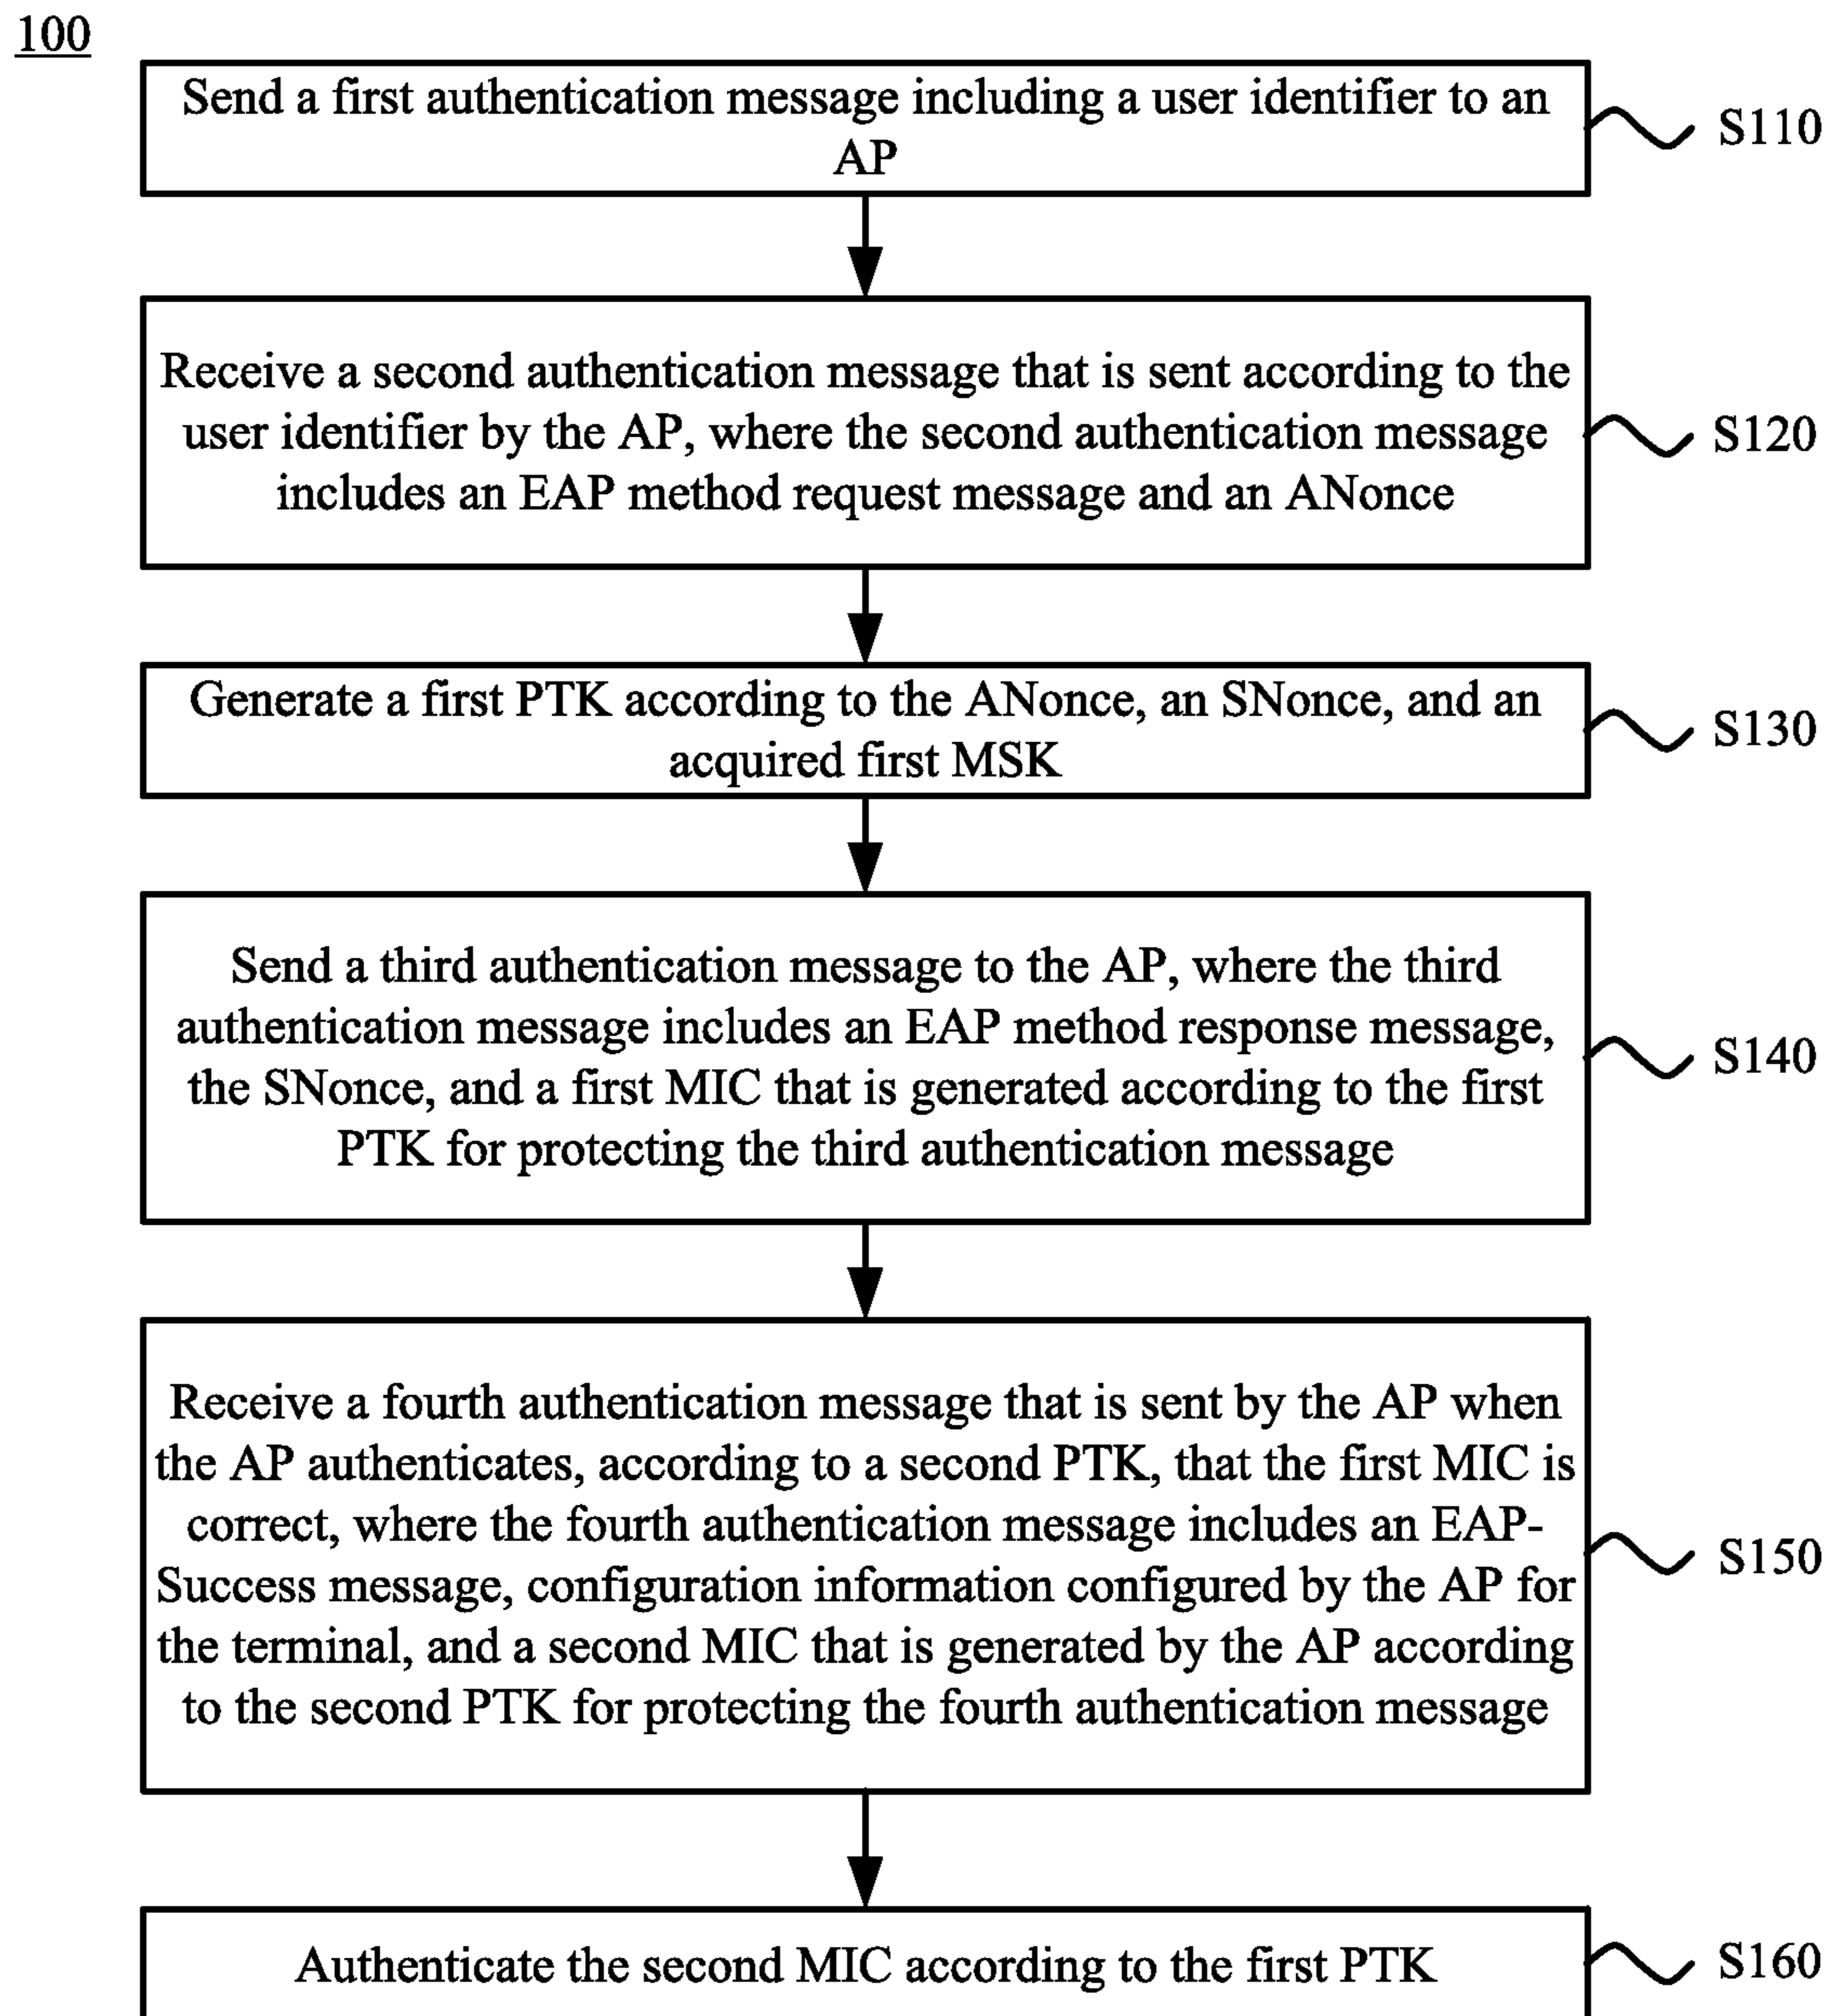 100
Send a first authentication message including a user identifier to an
AP
S110
Receive a second authentication message that is sent according to the
user identifier by the AP, where the second authentication message
includes an EAP method request message and an ANonce
S120
Generate a first PTK according to the ANonce, an SNonce, and an
acquired first MSK
S130
Send a third authentication message to the AP, where the third
authentication message includes an EAP method response message,
the SNonce, and a first MIC that is generated according to the first
PTK for protecting the third authentication message
S140
Receive a fourth authentication message that is sent by the AP when
the AP authenticates, according to a second PTK, that the first MIC is
correct, where the fourth authentication message includes an EAP-
Success message, configuration information configured by the AP for
the terminal, and a second MIC that is generated by the AP according
to the second PTK for protecting the fourth authentication message
S150
Authenticate the second MIC according to the first PTK
S160